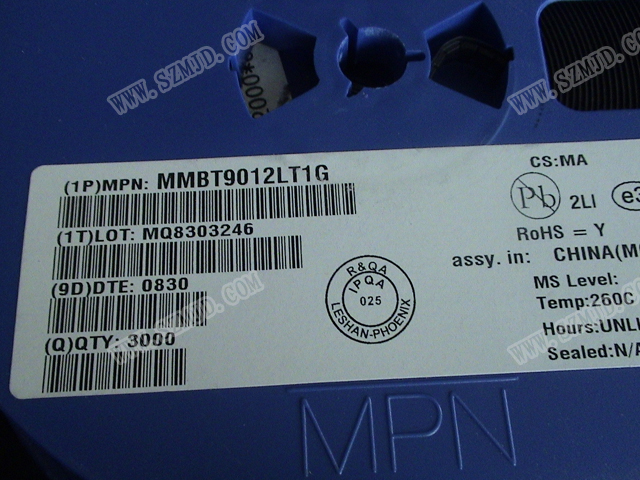 WWW.SZMJD.COM
WWW.SZMJD.COM
(1P)MPN: MMBT9012LT1G
(1T)LOT: MQ8303246
(9D)DTE: 0830
(Q)QTY: 3000
R&QA
IPQA
025
LESHAN-PHOENIX
CS:MA
Pb
2LI
e3
RoHS = Y
assy. in: CHINA(M
MS Level:
Temp:260C
Hours:UNLI
Sealed:N/A
WWW.SZMJD.COM
WWW.SZMJD.COM
MPN